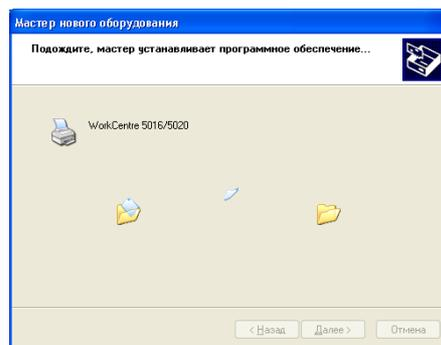 Мастер нового оборудования
Подождите, мастер устанавливает программное обеспечение...
WorkCentre 5016/5020
< Назад Далее > Отмена